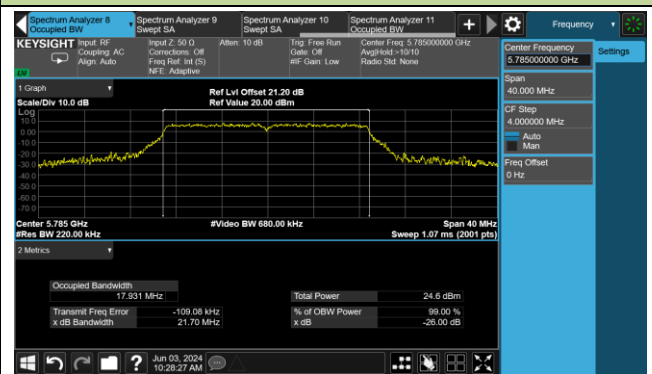 Spectrum Analyzer 8
Occupied BW
Spectrum Analyzer 9
Swept SA
Spectrum Analyzer 10
Swept SA
Spectrum Analyzer 11
Occupied BW
Frequency
KEYSIGHT
Input: RF
Coupling: AC
Align: Auto
Input Z: 50 Ω
Corrections: Off
Freq Ref: Int (S)
NFE: Adaptive
Atten: 10 dB
Trig: Free Run
Gate: Off
#IF Gain: Low
Center Freq: 5.785000000 GHz
Avg|Hold:>10/10
Radio Std: None
LXI
Center Frequency
5.785000000 GHz
Settings
Span
40.000 MHz
CF Step
4.000000 MHz
Auto
Man
Freq Offset
0 Hz
1 Graph
Scale/Div 10.0 dB
Ref Lvl Offset 21.20 dB
Ref Value 20.00 dBm
Log
10.0
0.00
-10.0
-20.0
-30.0
-40.0
-50.0
-60.0
-70.0
Center 5.785 GHz
#Res BW 220.00 kHz
#Video BW 680.00 kHz
Span 40 MHz
Sweep 1.07 ms (2001 pts)
2 Metrics
Occupied Bandwidth
17.931 MHz
Transmit Freq Error -109.08 kHz
x dB Bandwidth 21.70 MHz
Total Power 24.6 dBm
% of OBW Power 99.00 %
x dB -26.00 dB
?
Jun 03, 2024
10:28:27 AM